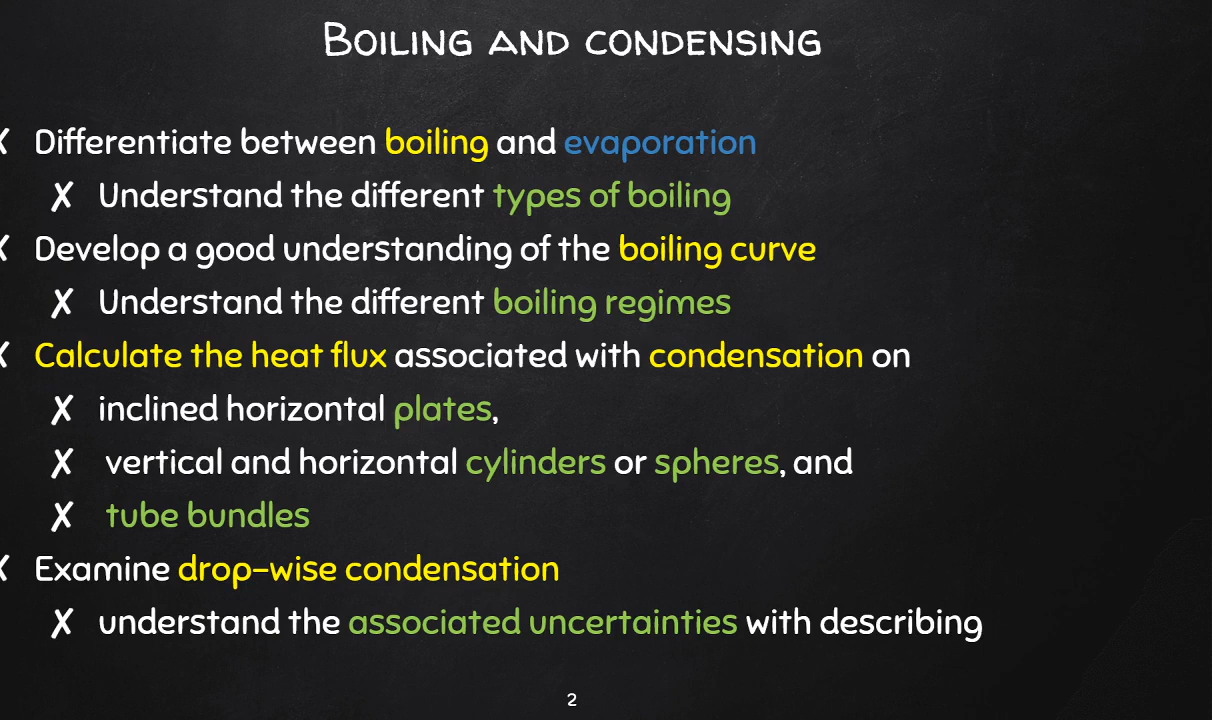 Boiling and condensing
✗ Differentiate between boiling and evaporation
✗ Understand the different types of boiling
✗ Develop a good understanding of the boiling curve
✗ Understand the different boiling regimes
✗ Calculate the heat flux associated with condensation on
✗ inclined horizontal plates,
✗ vertical and horizontal cylinders or spheres, and
✗ tube bundles
✗ Examine drop-wise condensation
✗ understand the associated uncertainties with describing
2